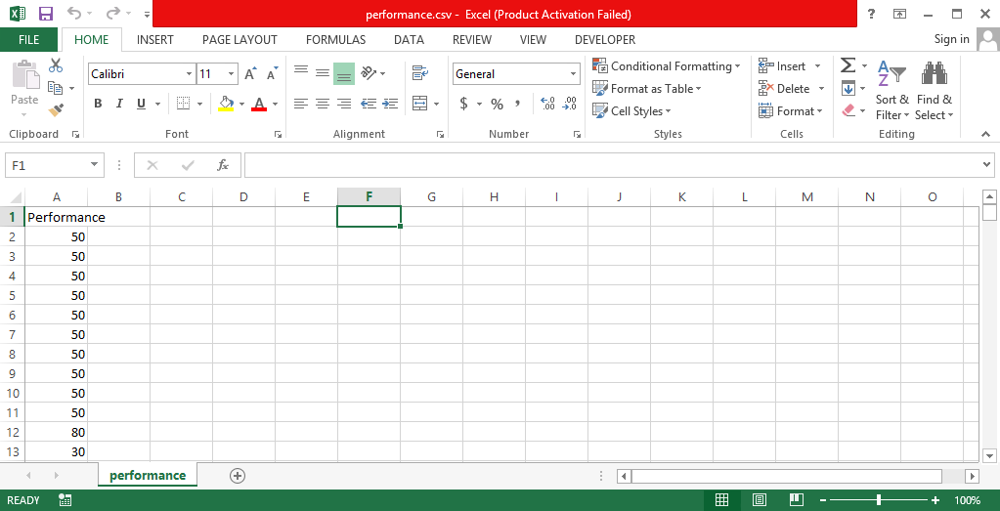 performance.csv - Excel (Product Activation Failed)
FILE HOME INSERT PAGE LAYOUT FORMULAS DATA REVIEW VIEW DEVELOPER Sign in
Paste
Calibri 11
B I U A
General
$ % ,
Conditional Formatting
Format as Table
Cell Styles
Insert
Delete
Format
Sort & Filter
Find & Select
Clipboard Font Alignment Number Styles Cells Editing
F1 fx
A B C D E F G H I J K L M N O
1 Performance
2 50
3 50
4 50
5 50
6 50
7 50
8 50
9 50
10 50
11 50
12 80
13 30
performance
READY 100%